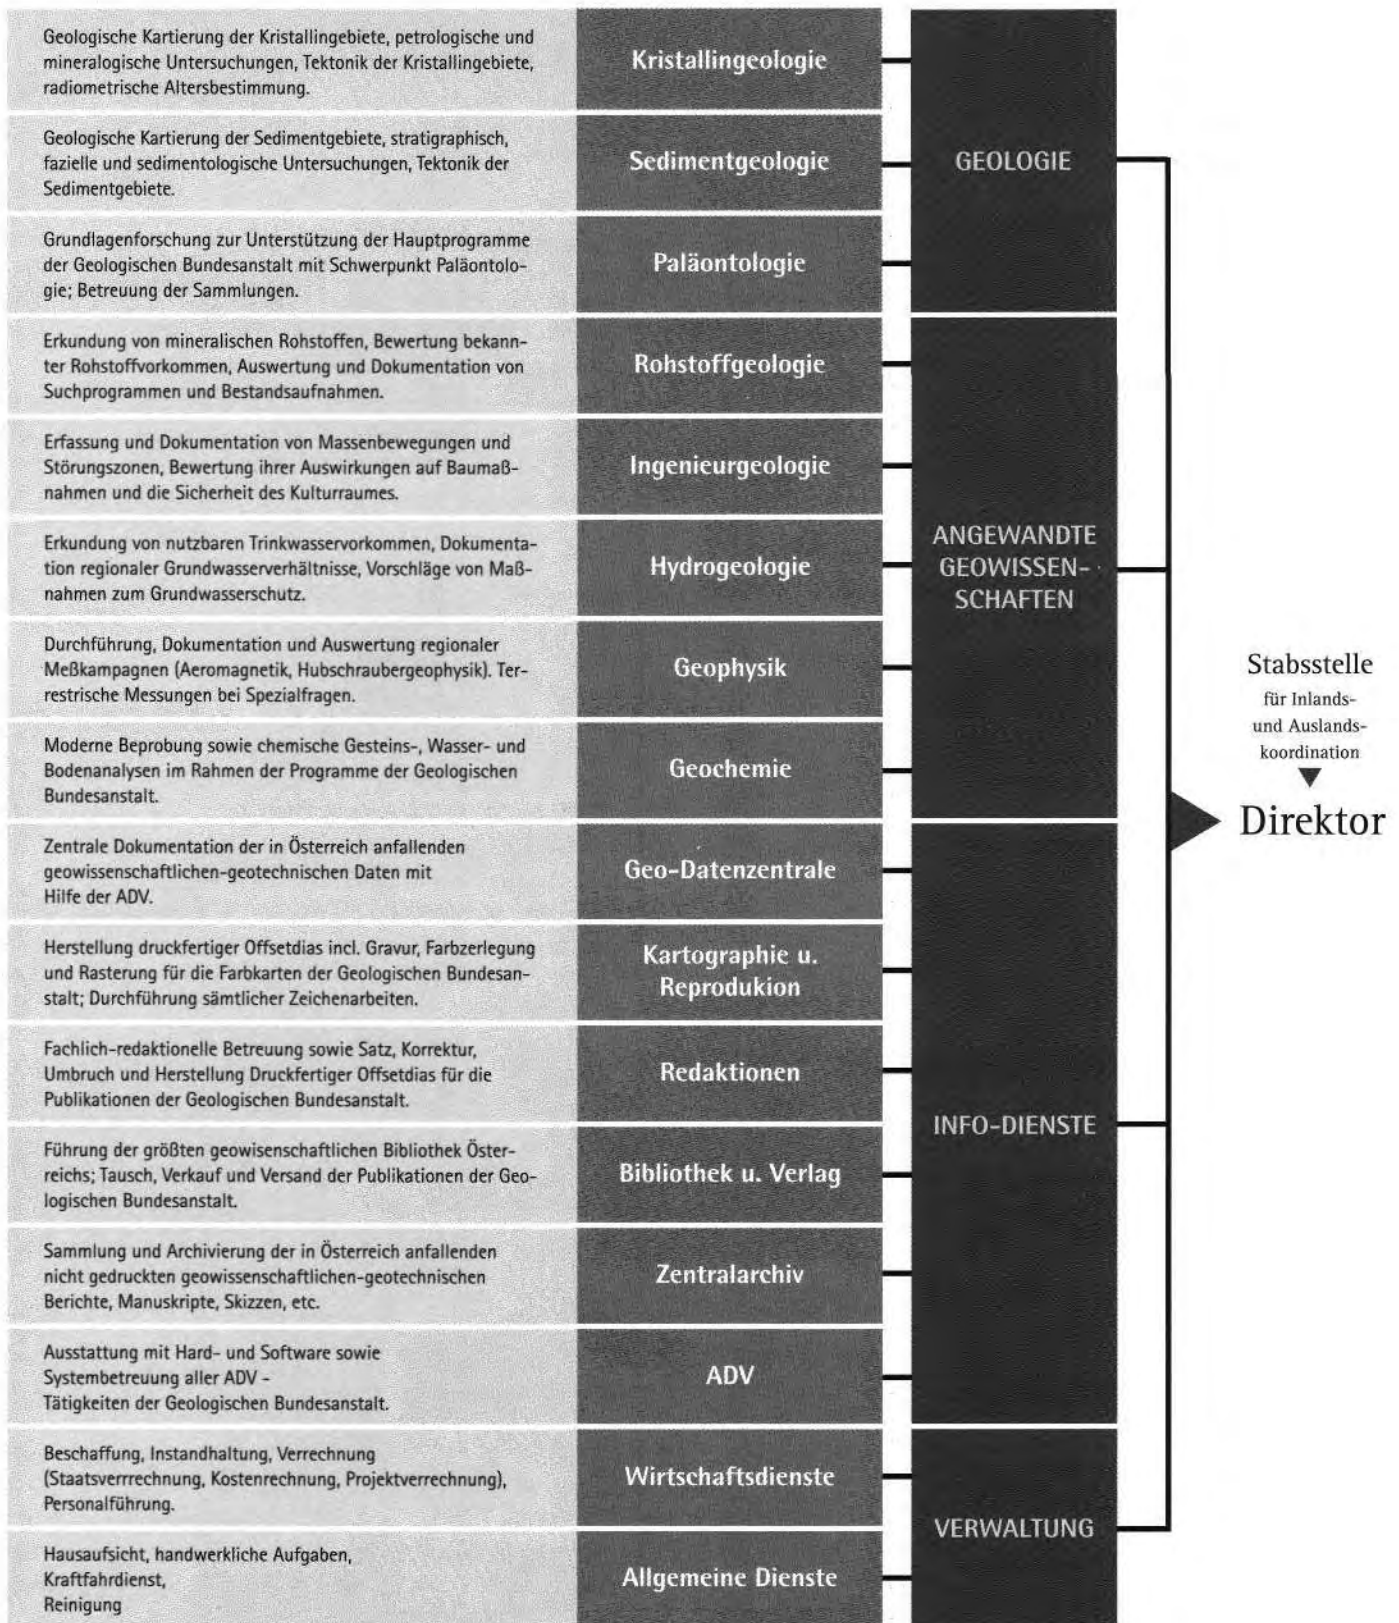 Geologische Kartierung der Kristallingebiete, petrologische und
mineralogische Untersuchungen, Tektonik der Kristallingebiete,
radiometrische Altersbestimmung.
Kristallingeologie
Geologische Kartierung der Sedimentgebiete, stratigraphisch,
fazielle und sedimentologische Untersuchungen, Tektonik der
Sedimentgebiete.
Sedimentgeologie
Grundlagenforschung zur Unterstützung der Hauptprogramme
der Geologischen Bundesanstalt mit Schwerpunkt Paläontolo-
gie; Betreuung der Sammlungen.
Paläontologie
GEOLOGIE
Erkundung von mineralischen Rohstoffen, Bewertung bekann-
ter Rohstoffvorkommen, Auswertung und Dokumentation von
Suchprogrammen und Bestandsaufnahmen.
Rohstoffgeologie
Erfassung und Dokumentation von Massenbewegungen und
Störungszonen, Bewertung ihrer Auswirkungen auf Baumaß-
nahmen und die Sicherheit des Kulturraumes.
Ingenieurgeologie
Erkundung von nutzbaren Trinkwasservorkommen, Dokumenta-
tion regionaler Grundwasserverhältnisse, Vorschläge von Maß-
nahmen zum Grundwasserschutz.
Hydrogeologie
Durchführung, Dokumentation und Auswertung regionaler
Meßkampagnen (Aeromagnetik, Hubschraubergeophysik). Ter-
restrische Messungen bei Spezialfragen.
Geophysik
Moderne Beprobung sowie chemische Gesteins-, Wasser- und
Bodenanalysen im Rahmen der Programme der Geologischen
Bundesanstalt.
Geochemie
ANGEWANDTE
GEOWISSEN-
SCHAFTEN
Zentrale Dokumentation der in Österreich anfallenden
geowissenschaftlichen-geotechnischen Daten mit
Hilfe der ADV.
Geo-Datenzentrale
Herstellung druckfertiger Offsetdias incl. Gravur, Farbzerlegung
und Rasterung für die Farbkarten der Geologischen Bundesan-
stalt; Durchführung sämtlicher Zeichenarbeiten.
Kartographie u.
Reprodukion
Fachlich-redaktionelle Betreuung sowie Satz, Korrektur,
Umbruch und Herstellung Druckfertiger Offsetdias für die
Publikationen der Geologischen Bundesanstalt.
Redaktionen
Führung der größten geowisenschaftlichen Bibliothek Öster-
reichs; Tausch, Verkauf und Versand der Publikationen der Geo-
logischen Bundesanstalt.
Bibliothek u. Verlag
Sammlung und Archivierung der in Österreich anfallenden
nicht gedruckten geowissenschaftlichen-geotechnischen
Berichte, Manuskripte, Skizzen, etc.
Zentralarchiv
Ausstattung mit Hard- und Software sowie
Systembetreuung aller ADV -
Tätigkeiten der Geologischen Bundesanstalt.
ADV
INFO-DIENSTE
Beschaffung, Instandhaltung, Verrechnung
(Staatsverrrechnung, Kostenrechnung, Projektverrechnung),
Personalführung.
Wirtschaftsdienste
Hausaufsicht, handwerkliche Aufgaben,
Kraftfahrdienst,
Reinigung
Allgemeine Dienste
VERWALTUNG
Stabsstelle
für Inlands-
und Auslands-
koordination
Direktor